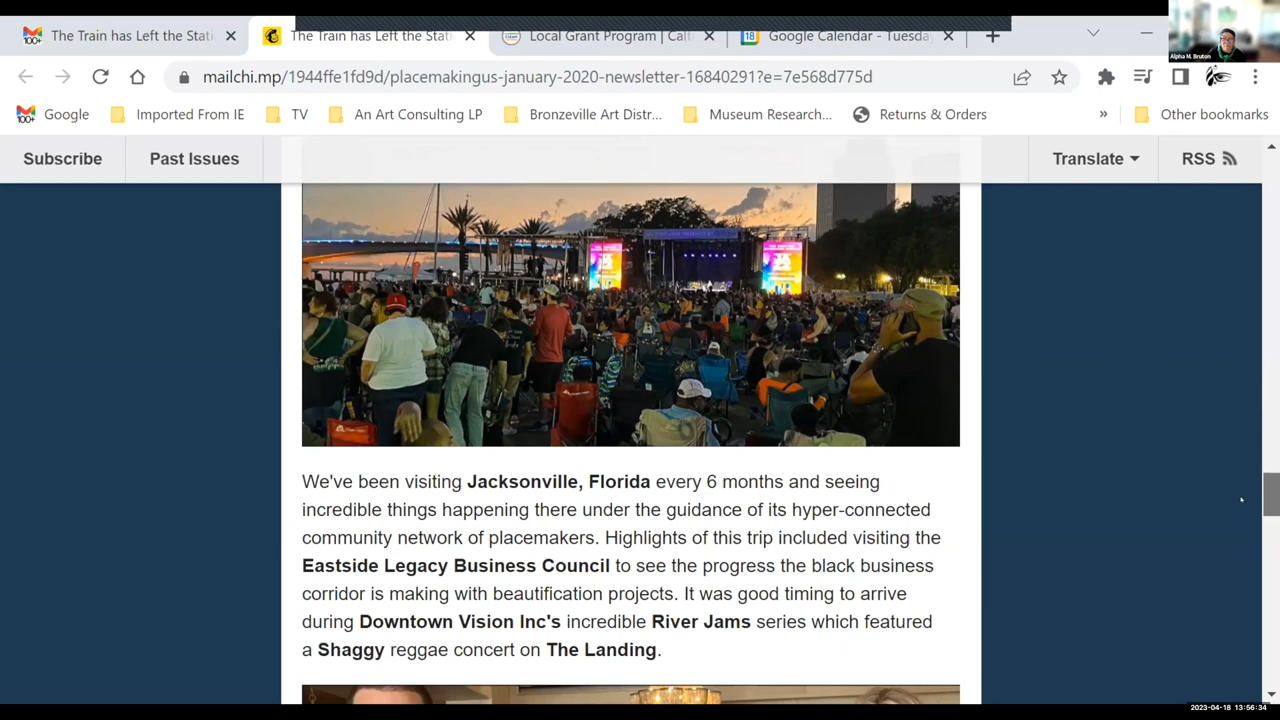 The Train has Left the Stati
The Train has Left the Stati
Local Grant Program | Calt
Google Calendar - Tuesday
Alpha M. Bruton
mailchi.mp/1944ffe1fd9d/placemakingus-january-2020-newsletter-16840291?e=7e568d775d
Google
Imported From IE
TV
An Art Consulting LP
Bronzeville Art Distr...
Museum Research...
Returns & Orders
»
Other bookmarks
Subscribe
Past Issues
Translate
RSS
We've been visiting Jacksonville, Florida every 6 months and seeing
incredible things happening there under the guidance of its hyper-connected
community network of placemakers. Highlights of this trip included visiting the
Eastside Legacy Business Council to see the progress the black business
corridor is making with beautification projects. It was good timing to arrive
during Downtown Vision Inc's incredible River Jams series which featured
a Shaggy reggae concert on The Landing.
2023-04-18 13:56:34